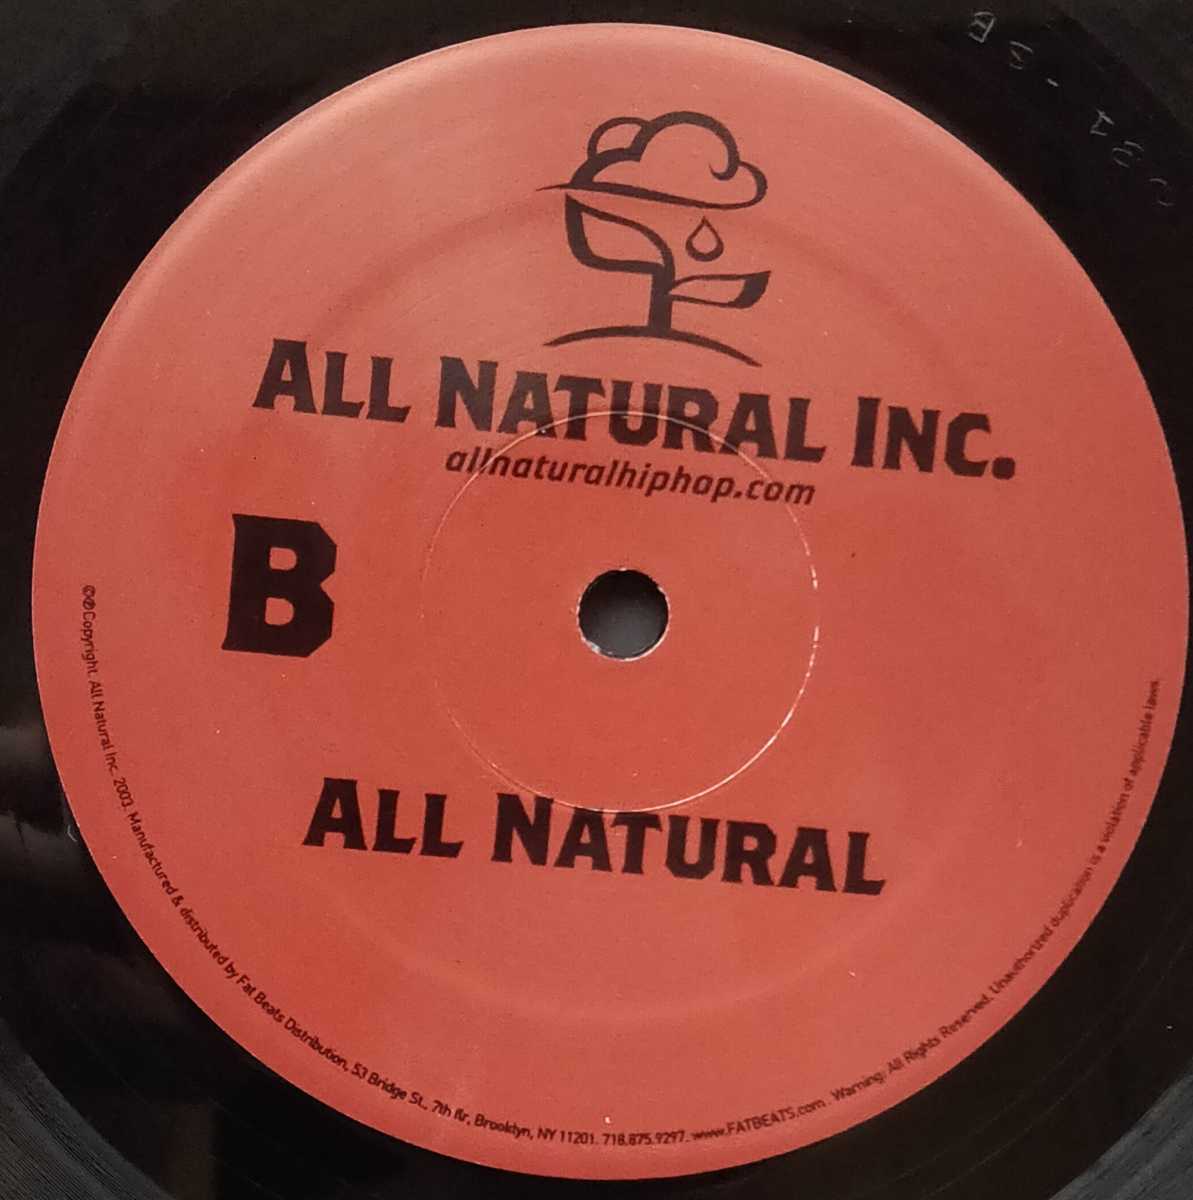 All Natural Inc.
allnaturalhiphop.com
B
All Natural
©℗Copyright. All Natural Inc. 2003. Manufactured & distributed by Fat Beats Distribution, 53 Bridge St., 7th flr, Brooklyn, NY 11201. 718.875.9297. www.FATBEATS.com . Warning: All Rights Reserved. Unauthorized duplication is a violation of applicable laws.